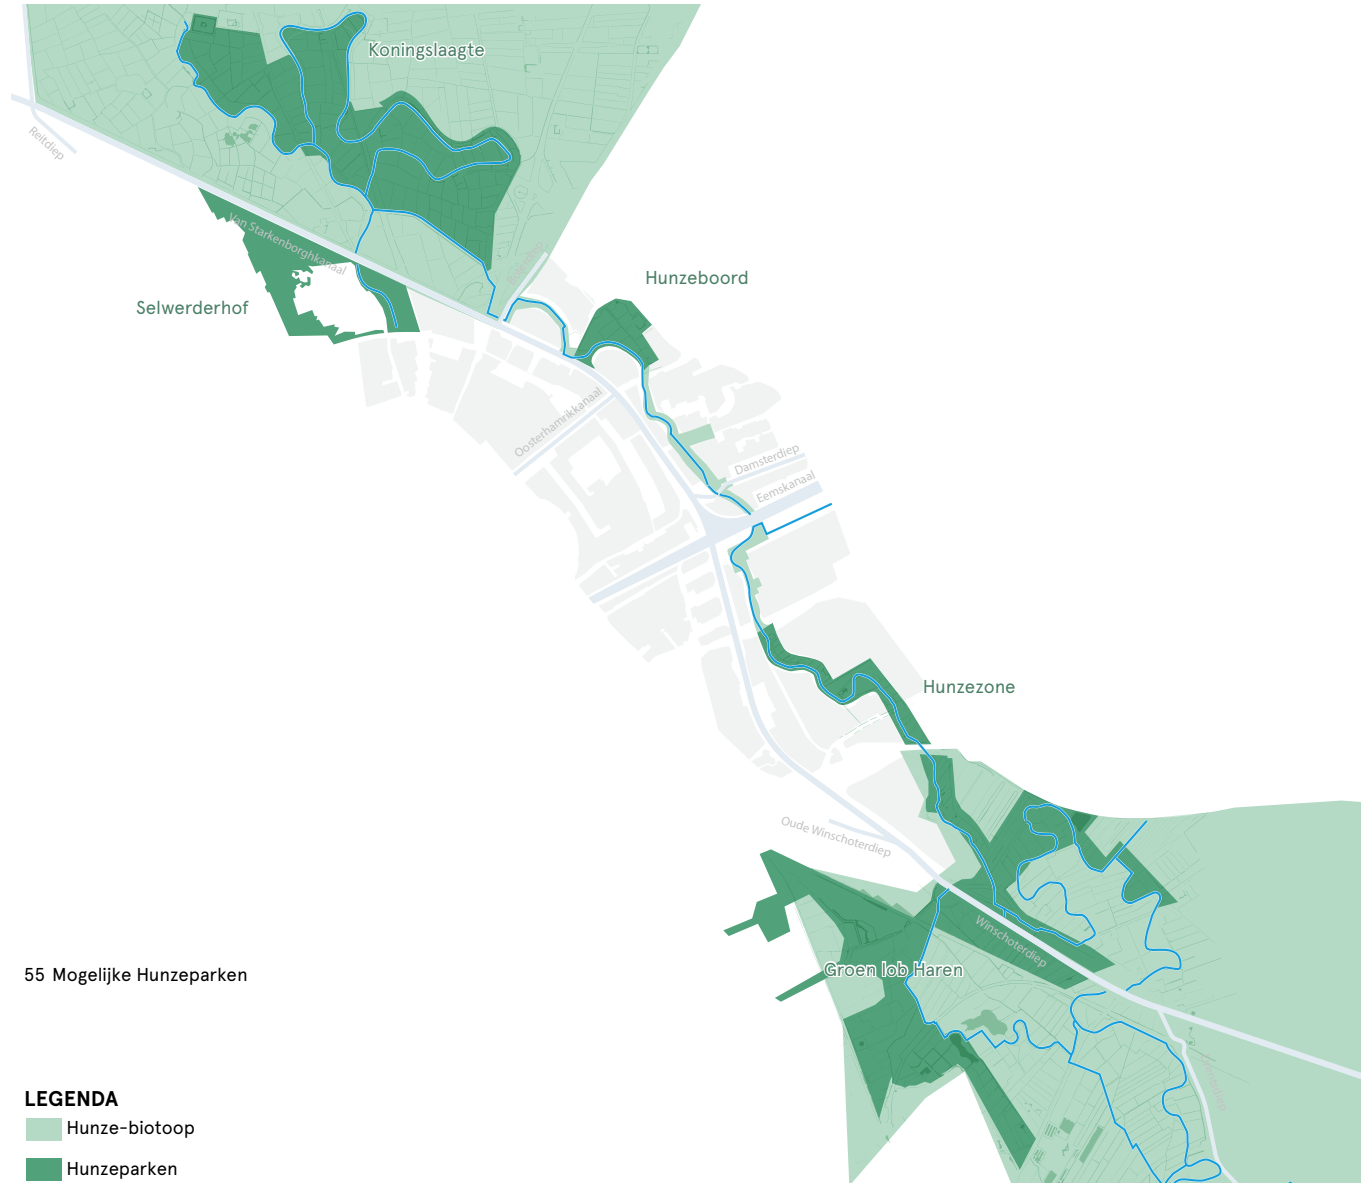 Koningslaagte
Reitdiep
Van Starkenborghkanaal
Hunzeboord
Selwerderhof
Oosterhamrikkanaal
Damsterdiep
Eemskanaal
Hunzezone
Oude Winschoterdiep
Winschoterdiep
Groen lob Haren
55 Mogelijke Hunzeparken
LEGENDA
Hunze-biotoop
Hunzeparken